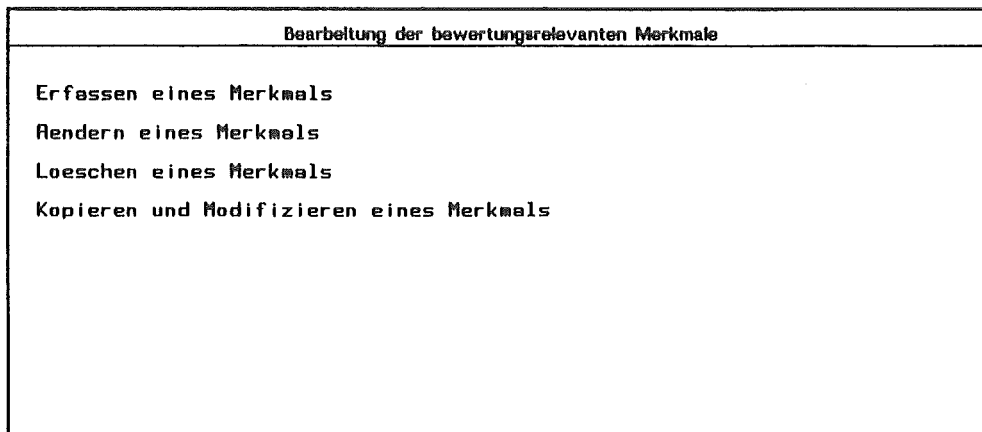 Bearbeitung der bewertungsrelevanten Merkmale
Erfassen eines Merkmals
Aendern eines Merkmals
Loeschen eines Merkmals
Kopieren und Modifizieren eines Merkmals